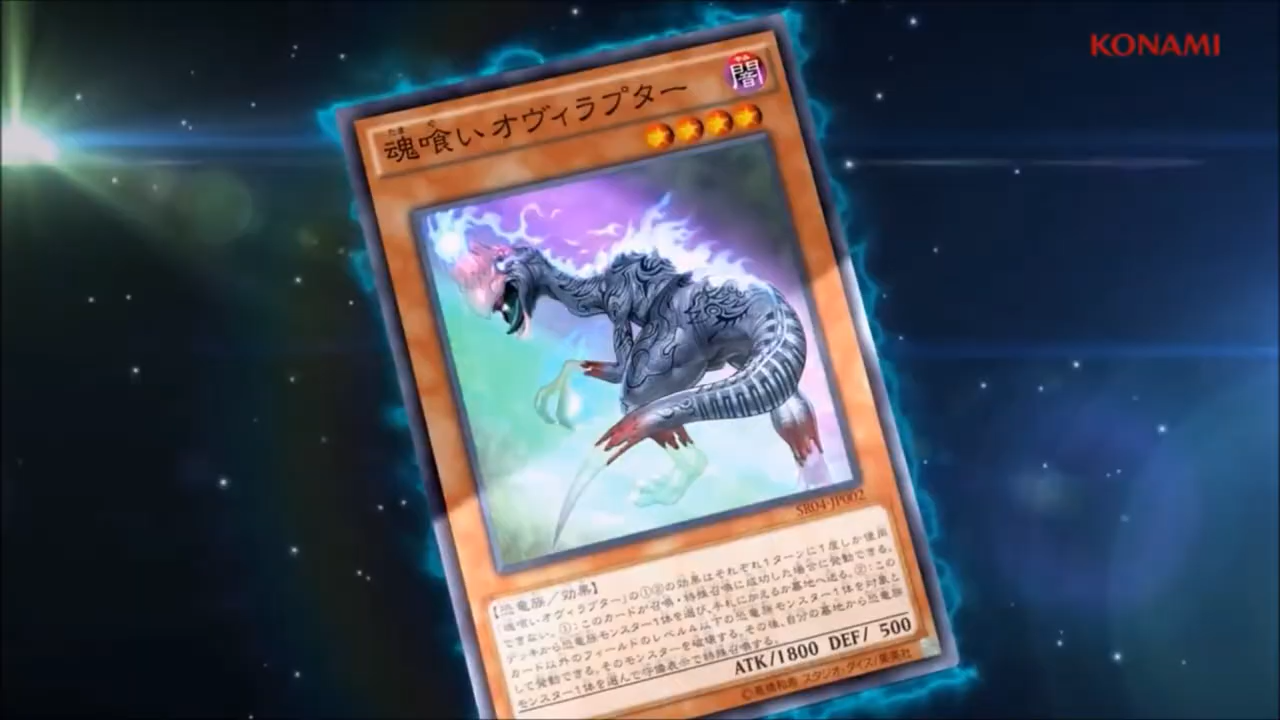 KONAMI
魂喰いオヴィラプター
闇
SR04-JP002
【恐竜族/効果】
「魂喰いオヴィラプター」の①②の効果はそれぞれ1ターンに1度しか使用
できない。①:このカードが召喚・特殊召喚に成功した場合に発動できる。
デッキから恐竜族モンスター1体を選び、手札に加えるか墓地へ送る。②:この
カード以外のフィールドのレベル4以下の恐竜族モンスター1体を対象と
して発動できる。そのモンスターを破壊する。その後、自分の墓地から恐竜族
モンスター1体を選んで守備表示で特殊召喚する。
ATK/1800 DEF/ 500
©高橋和希 スタジオ・ダイス/集英社